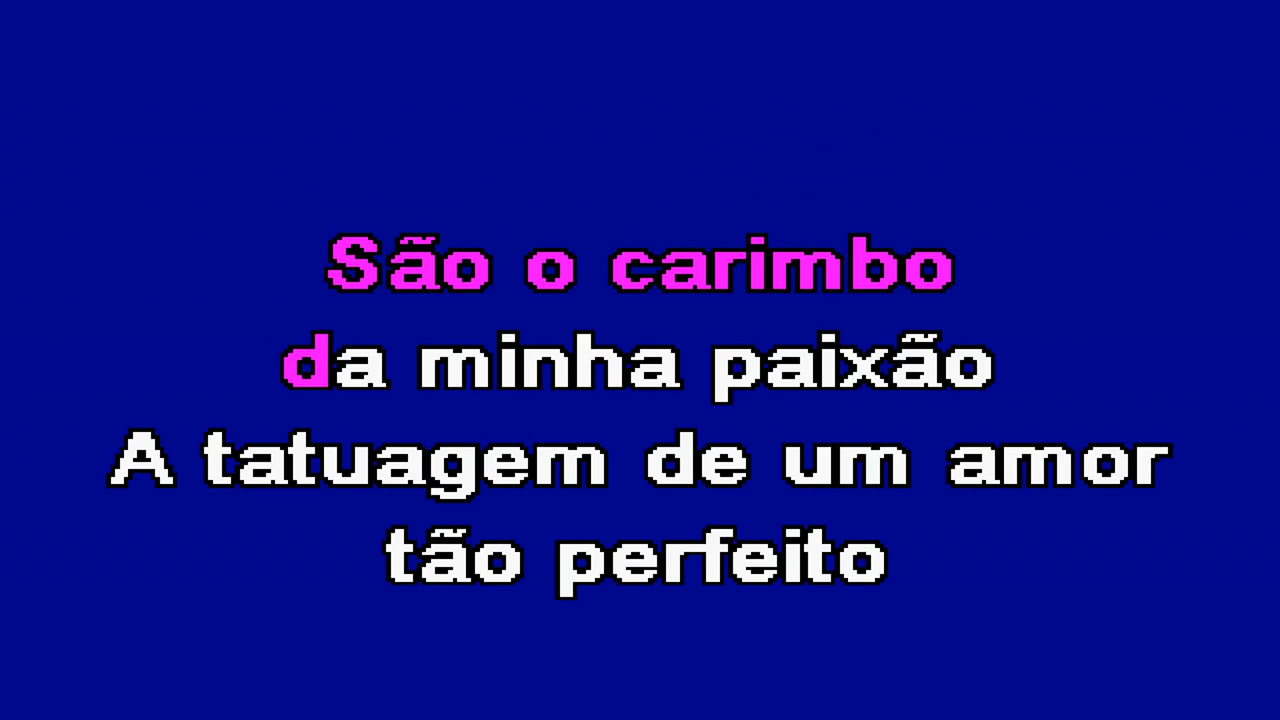 São o carimbo
da minha paixão
A tatuagem de um amor
tão perfeito